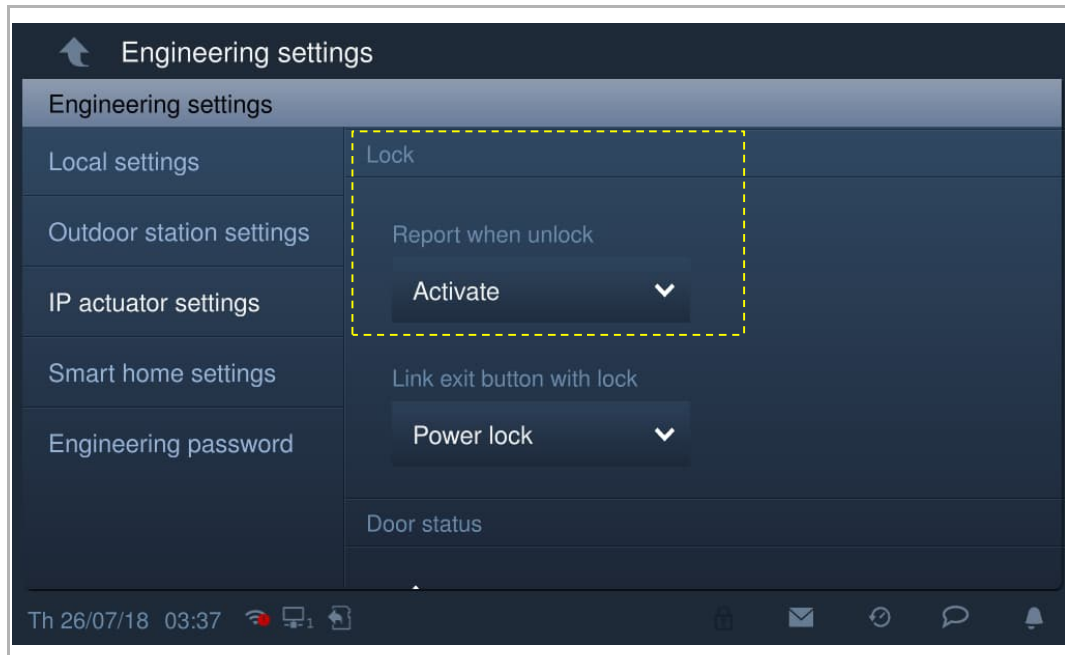 Engineering settings
Engineering settings
Local settings
Outdoor station settings
IP actuator settings
Smart home settings
Engineering password
Lock
Report when unlock
Activate
Link exit button with lock
Power lock
Door status
Th 26/07/18 03:37 1